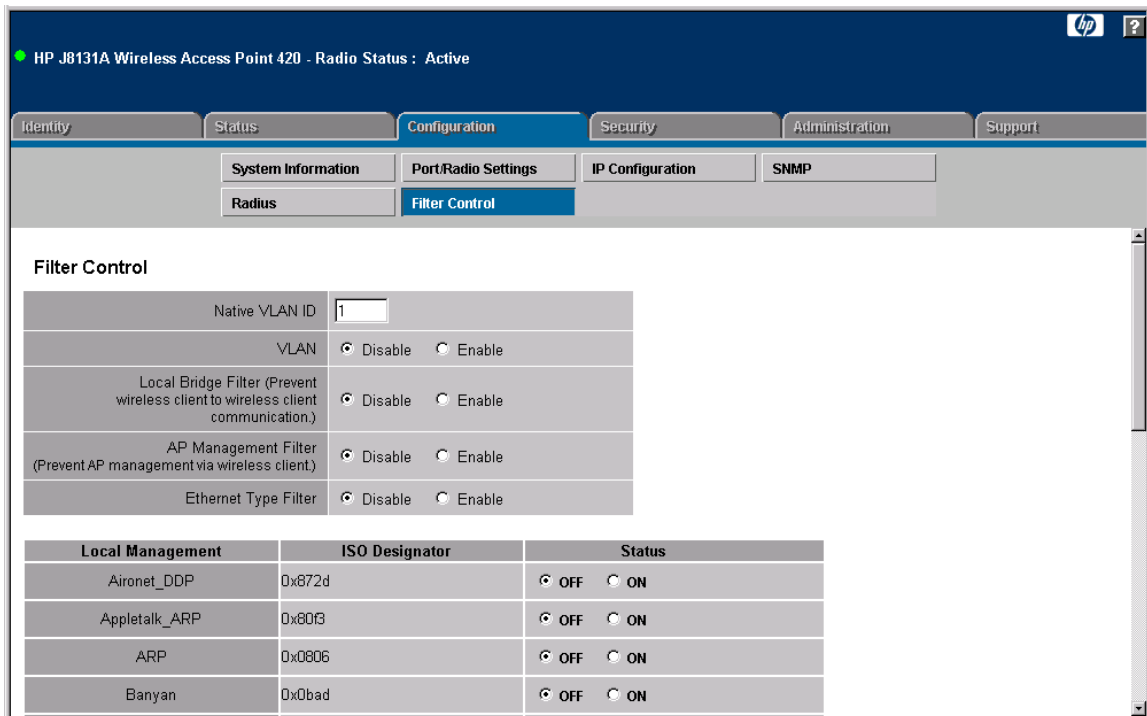 hp ?
HP J8131A Wireless Access Point 420 - Radio Status : Active
Identity Status Configuration Security Administration Support
System Information Port/Radio Settings IP Configuration SNMP
Radius Filter Control
Filter Control
Native VLAN ID 1
VLAN Disable Enable
Local Bridge Filter (Prevent
wireless client to wireless client
communication.) Disable Enable
AP Management Filter
(Prevent AP management via wireless client.) Disable Enable
Ethernet Type Filter Disable Enable
Local Management ISO Designator Status
Aironet_DDP 0x872d OFF ON
Appletalk_ARP 0x80f3 OFF ON
ARP 0x0806 OFF ON
Banyan 0x0bad OFF ON